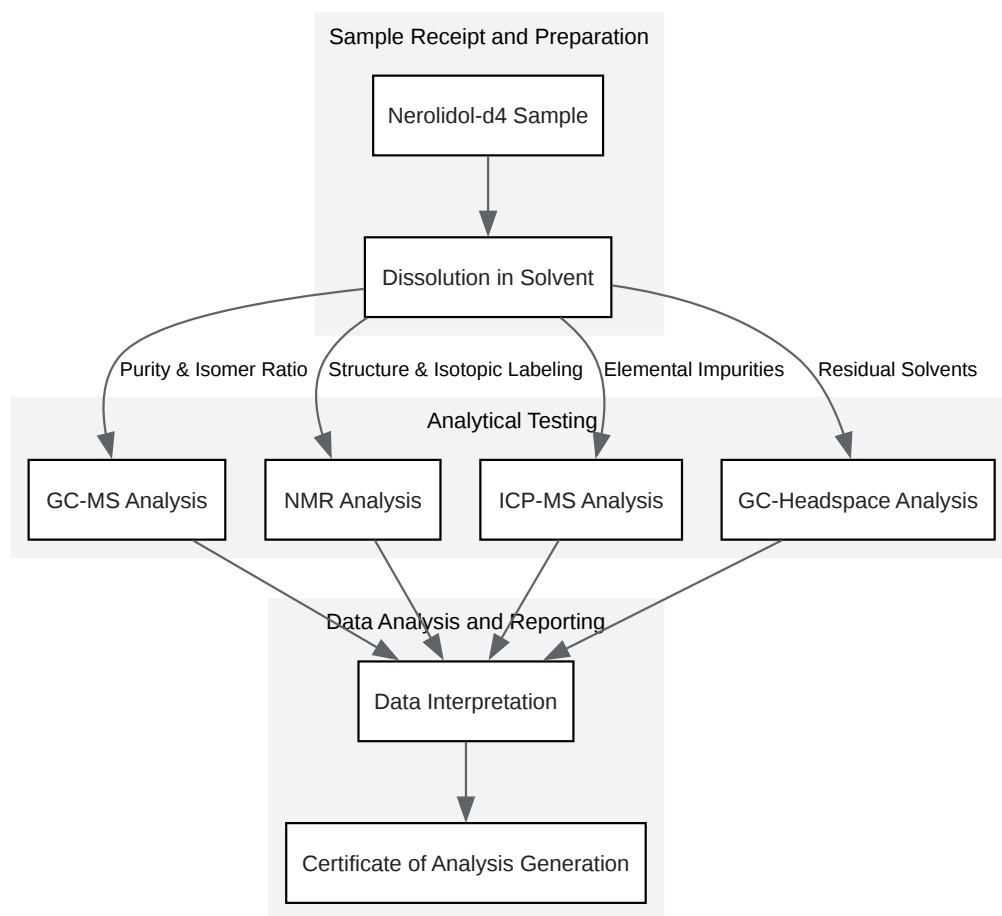 Sample Receipt and Preparation
Nerolidol-d4 Sample
Dissolution in Solvent
Purity & Isomer Ratio
Structure & Isotopic Labeling
Elemental Impurities
Residual Solvents
Analytical Testing
GC-MS Analysis
NMR Analysis
ICP-MS Analysis
GC-Headspace Analysis
Data Analysis and Reporting
Data Interpretation
Certificate of Analysis Generation